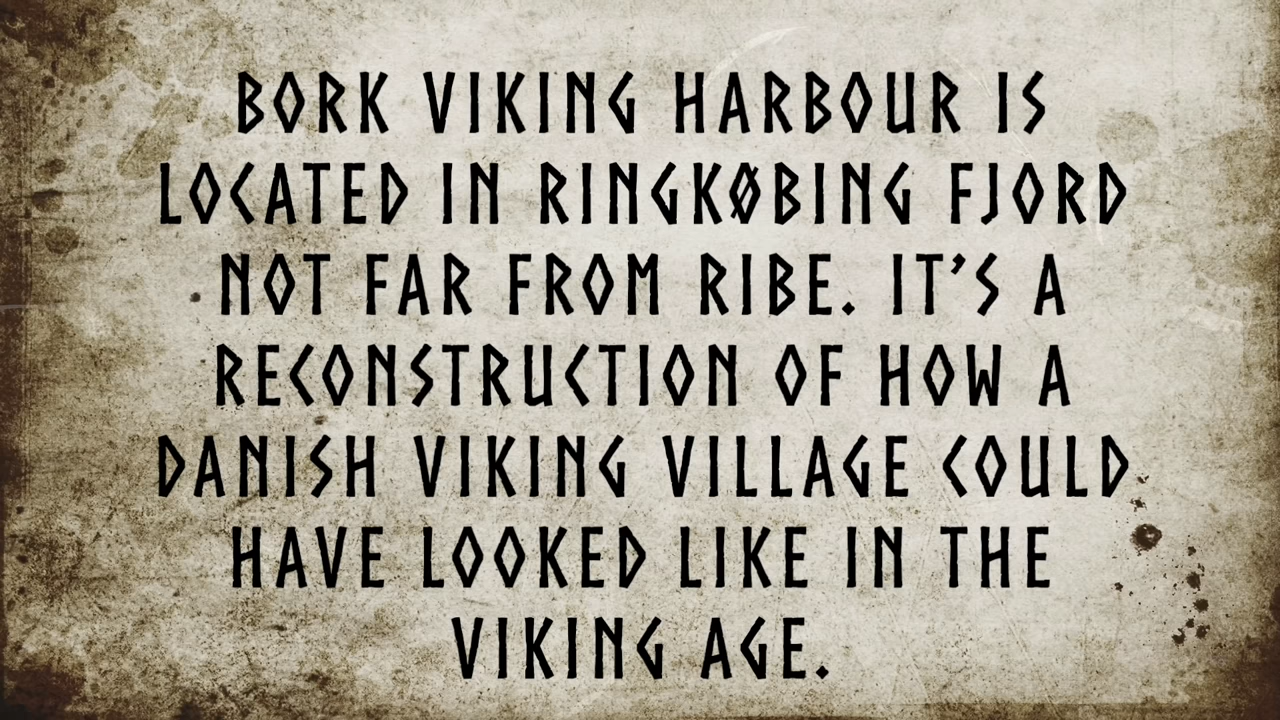 BORK VIKING HARBOUR IS
LOCATED IN RINGKØBING FJORD
NOT FAR FROM RIBE. IT’S A
RECONSTRUCTION OF HOW A
DANISH VIKING VILLAGE COULD
HAVE LOOKED LIKE IN THE
VIKING AGE.